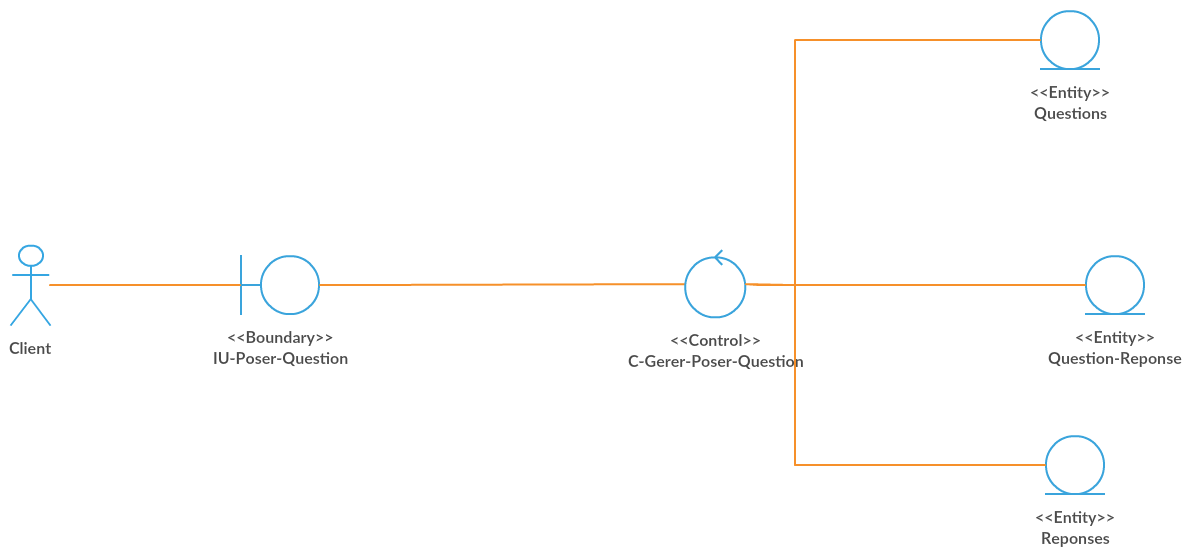 <<Entity>>
Questions
Client
<<Boundary>>
IU-Poser-Question
<<Control>>
C-Gerer-Poser-Question
<<Entity>>
Question-Reponse
<<Entity>>
Reponses